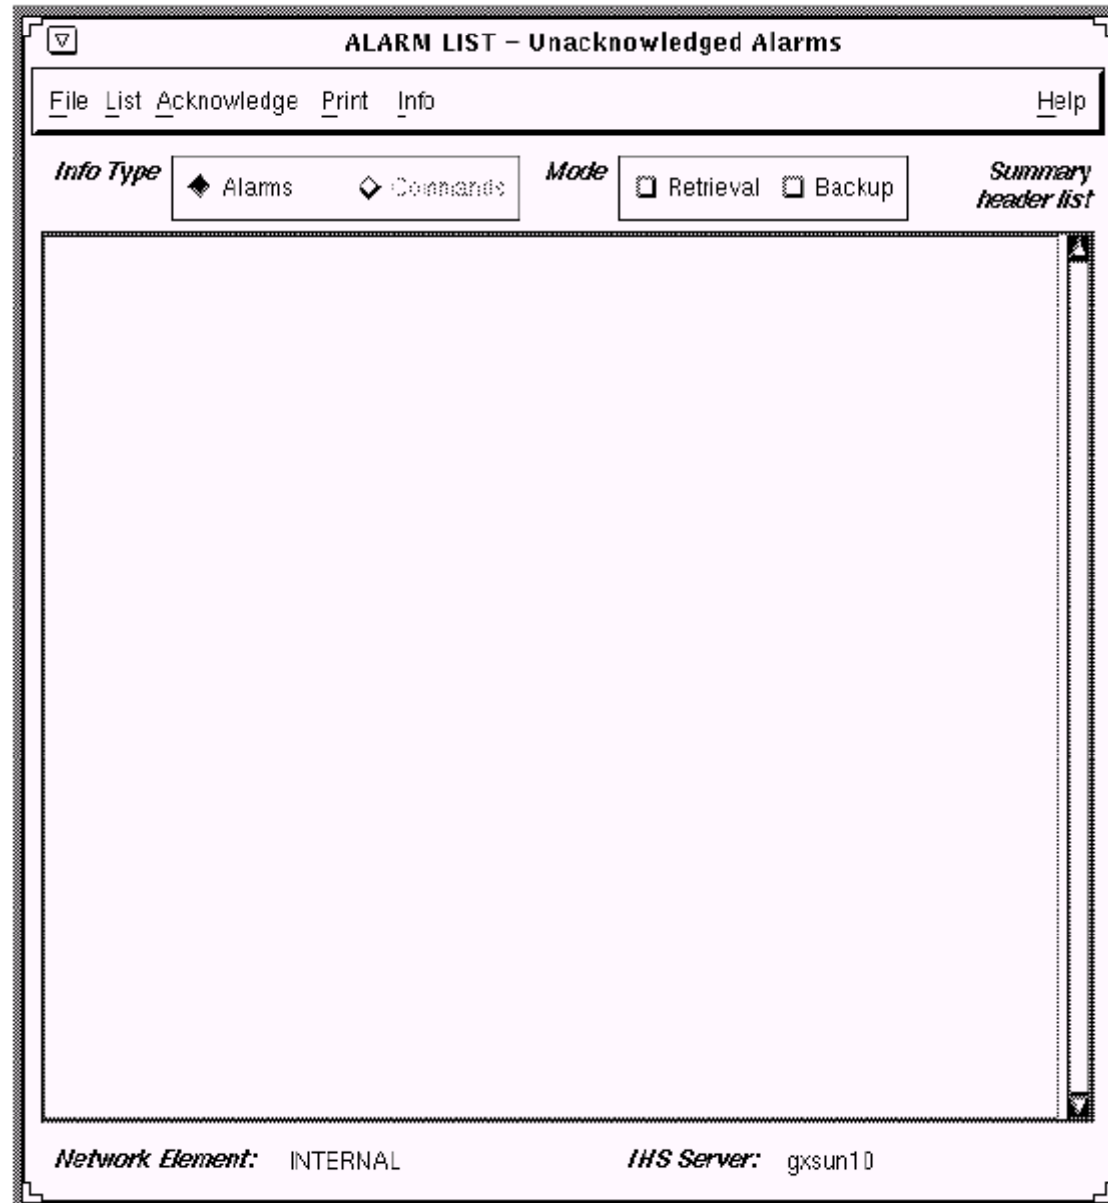 ALARM LIST – Unacknowledged Alarms
File List Acknowledge Print Info Help
Info Type Alarms Commands Mode Retrieval Backup Summary header list
Network Element: INTERNAL IHS Server: gxsun10